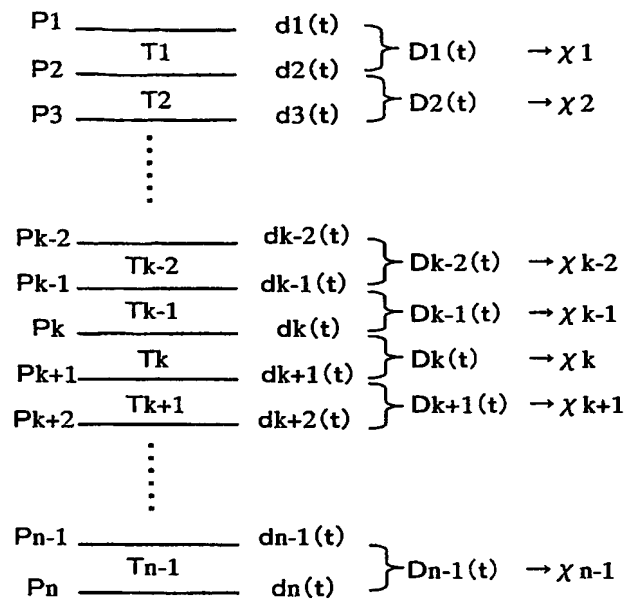 P1 d1(t)
T1 D1(t) → χ1
P2 d2(t)
T2 D2(t) → χ2
P3 d3(t)
Pk-2 dk-2(t)
Tk-2 Dk-2(t) → χk-2
Pk-1 dk-1(t)
Tk-1 Dk-1(t) → χk-1
Pk dk(t)
Tk Dk(t) → χk
Pk+1 dk+1(t)
Tk+1 Dk+1(t) → χk+1
Pk+2 dk+2(t)
Pn-1 dn-1(t)
Tn-1 Dn-1(t) → χn-1
Pn dn(t)